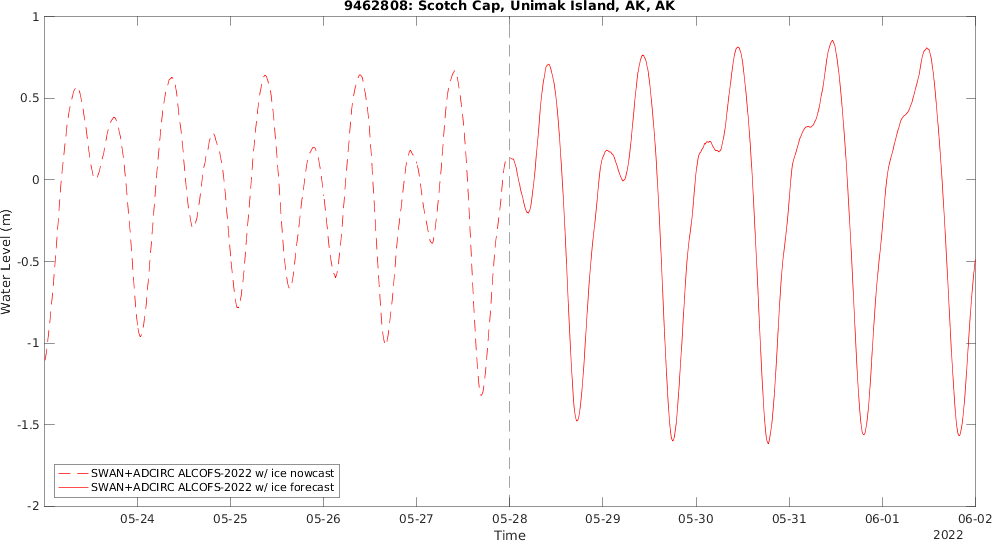 9462808: Scotch Cap, Unimak Island, AK, AK
1
0.5
0
-0.5
-1
-1.5
-2
Water Level (m)
SWAN+ADCIRC ALCOFS-2022 w/ ice nowcast
SWAN+ADCIRC ALCOFS-2022 w/ ice forecast
05-24 05-25 05-26 05-27 05-28 05-29 05-30 05-31 06-01 06-02
Time
2022